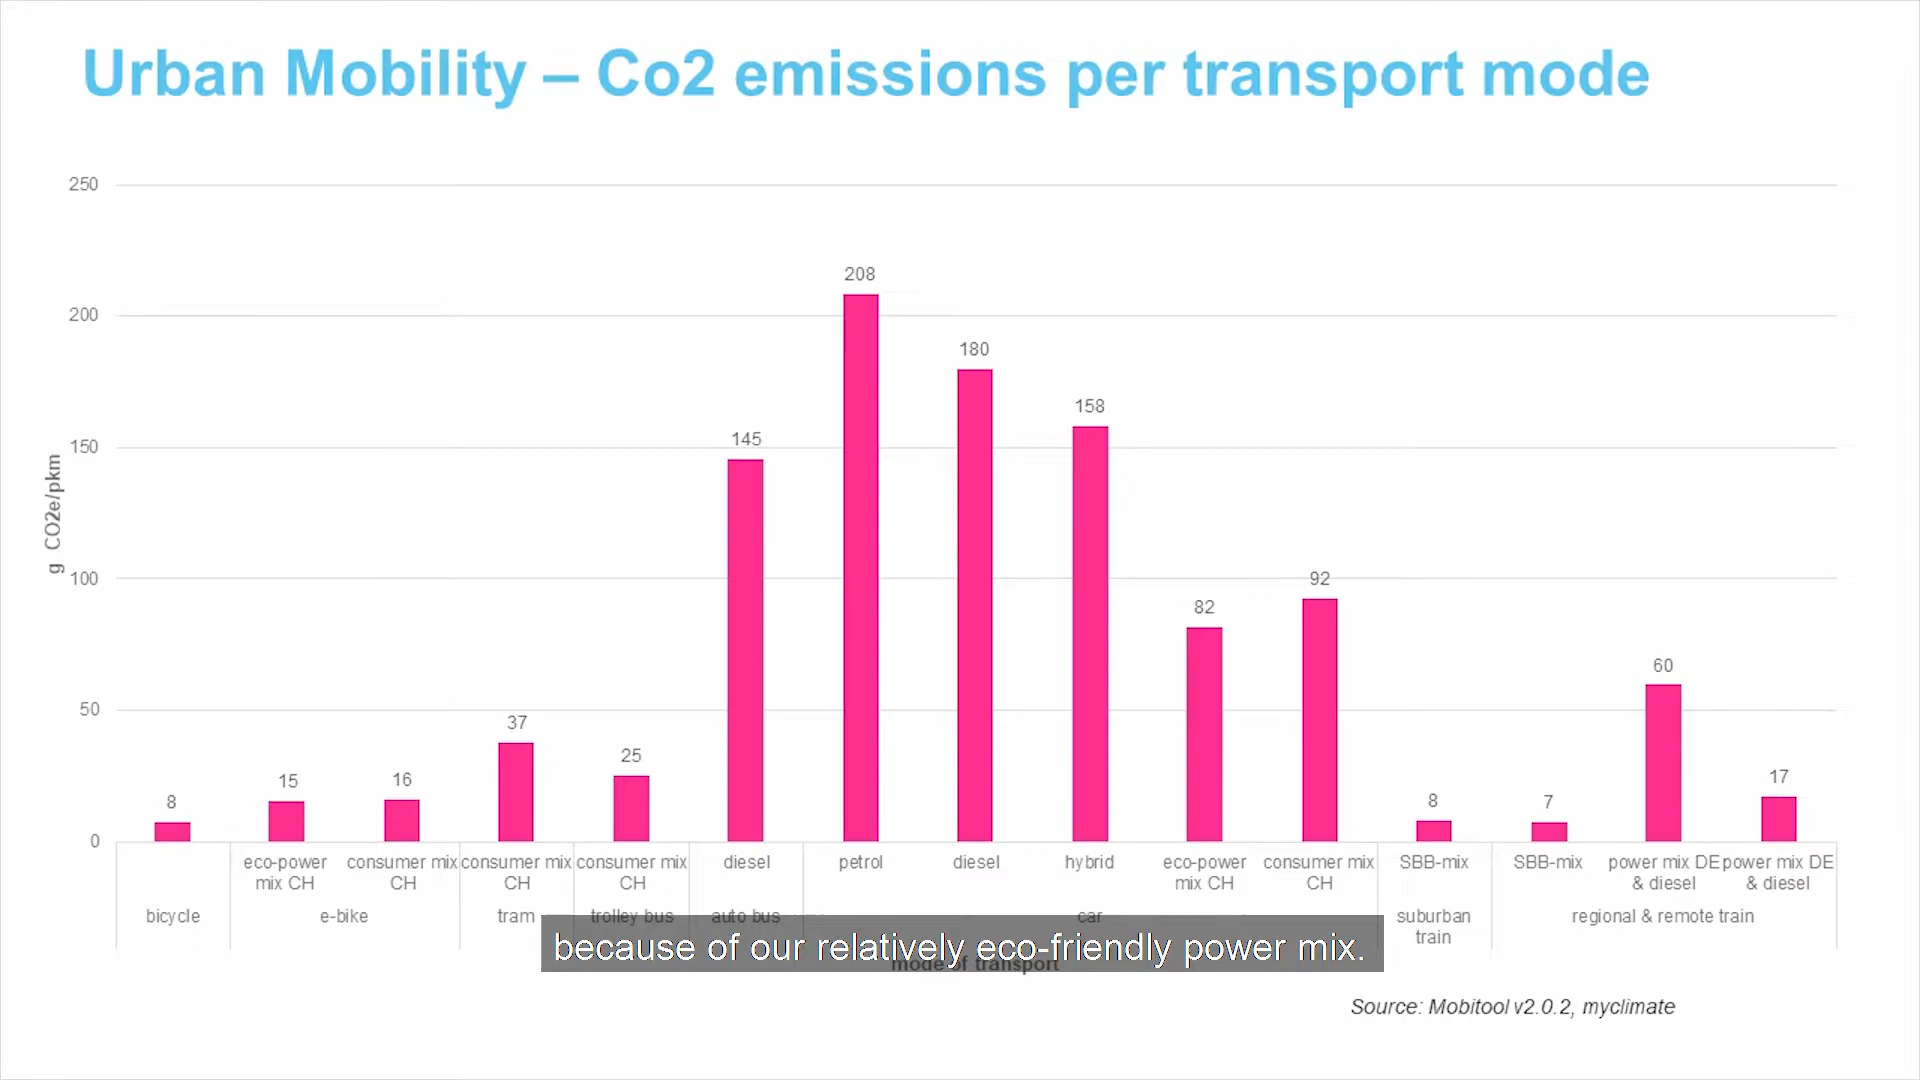 Urban Mobility – Co2 emissions per transport mode
250
200
150
100
50
0
g CO2e/pkm
8
15
16
37
25
145
208
180
158
82
92
8
7
60
17
eco-power mix CH
consumer mix CH
consumer mix CH
consumer mix CH
diesel
petrol
diesel
hybrid
eco-power mix CH
consumer mix CH
SBB-mix
SBB-mix
power mix DE & diesel
power mix DE & diesel
bicycle
e-bike
tram
trolley bus
auto bus
car
suburban train
regional & remote train
mode of transport
because of our relatively eco-friendly power mix.
Source: Mobitool v2.0.2, myclimate